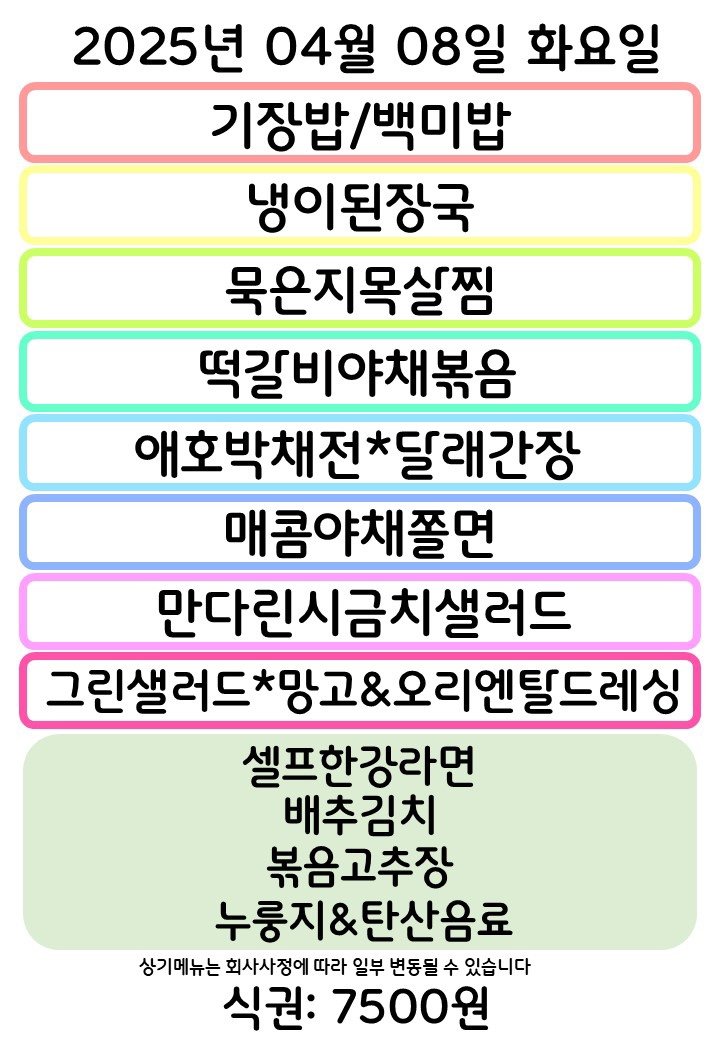 2025년 04월 08일 화요일
기장밥/백미밥
냉이된장국
묵은지목살찜
떡갈비야채볶음
애호박채전*달래간장
매콤야채쫄면
만다린시금치샐러드
그린샐러드*망고&오리엔탈드레싱
셀프한강라면
배추김치
볶음고추장
누룽지&탄산음료
상기메뉴는 회사사정에 따라 일부 변동될 수 있습니다
식권: 7500원